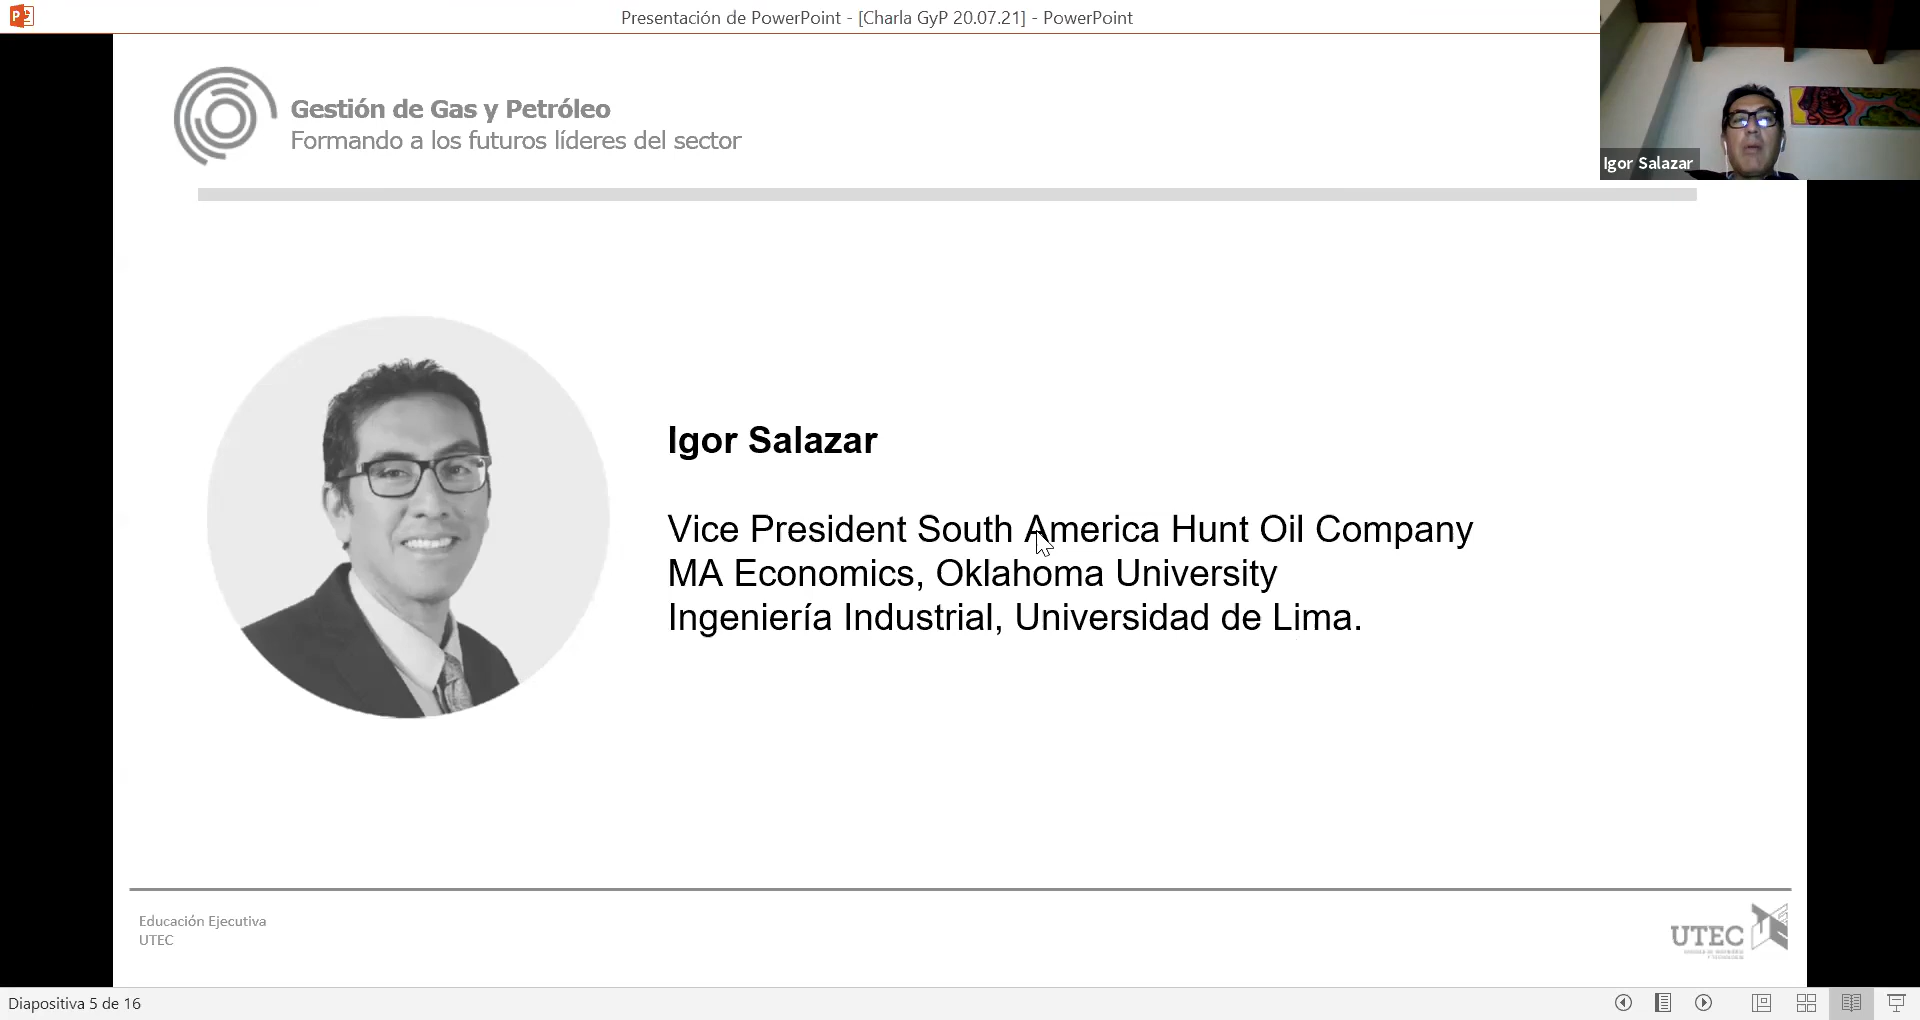 Presentación de PowerPoint - [Charla GyP 20.07.21] - PowerPoint
Gestión de Gas y Petróleo
Formando a los futuros líderes del sector
Igor Salazar
Igor Salazar
Vice President South America Hunt Oil Company
MA Economics, Oklahoma University
Ingeniería Industrial, Universidad de Lima.
Educación Ejecutiva
UTEC
UTEC
Diapositiva 5 de 16